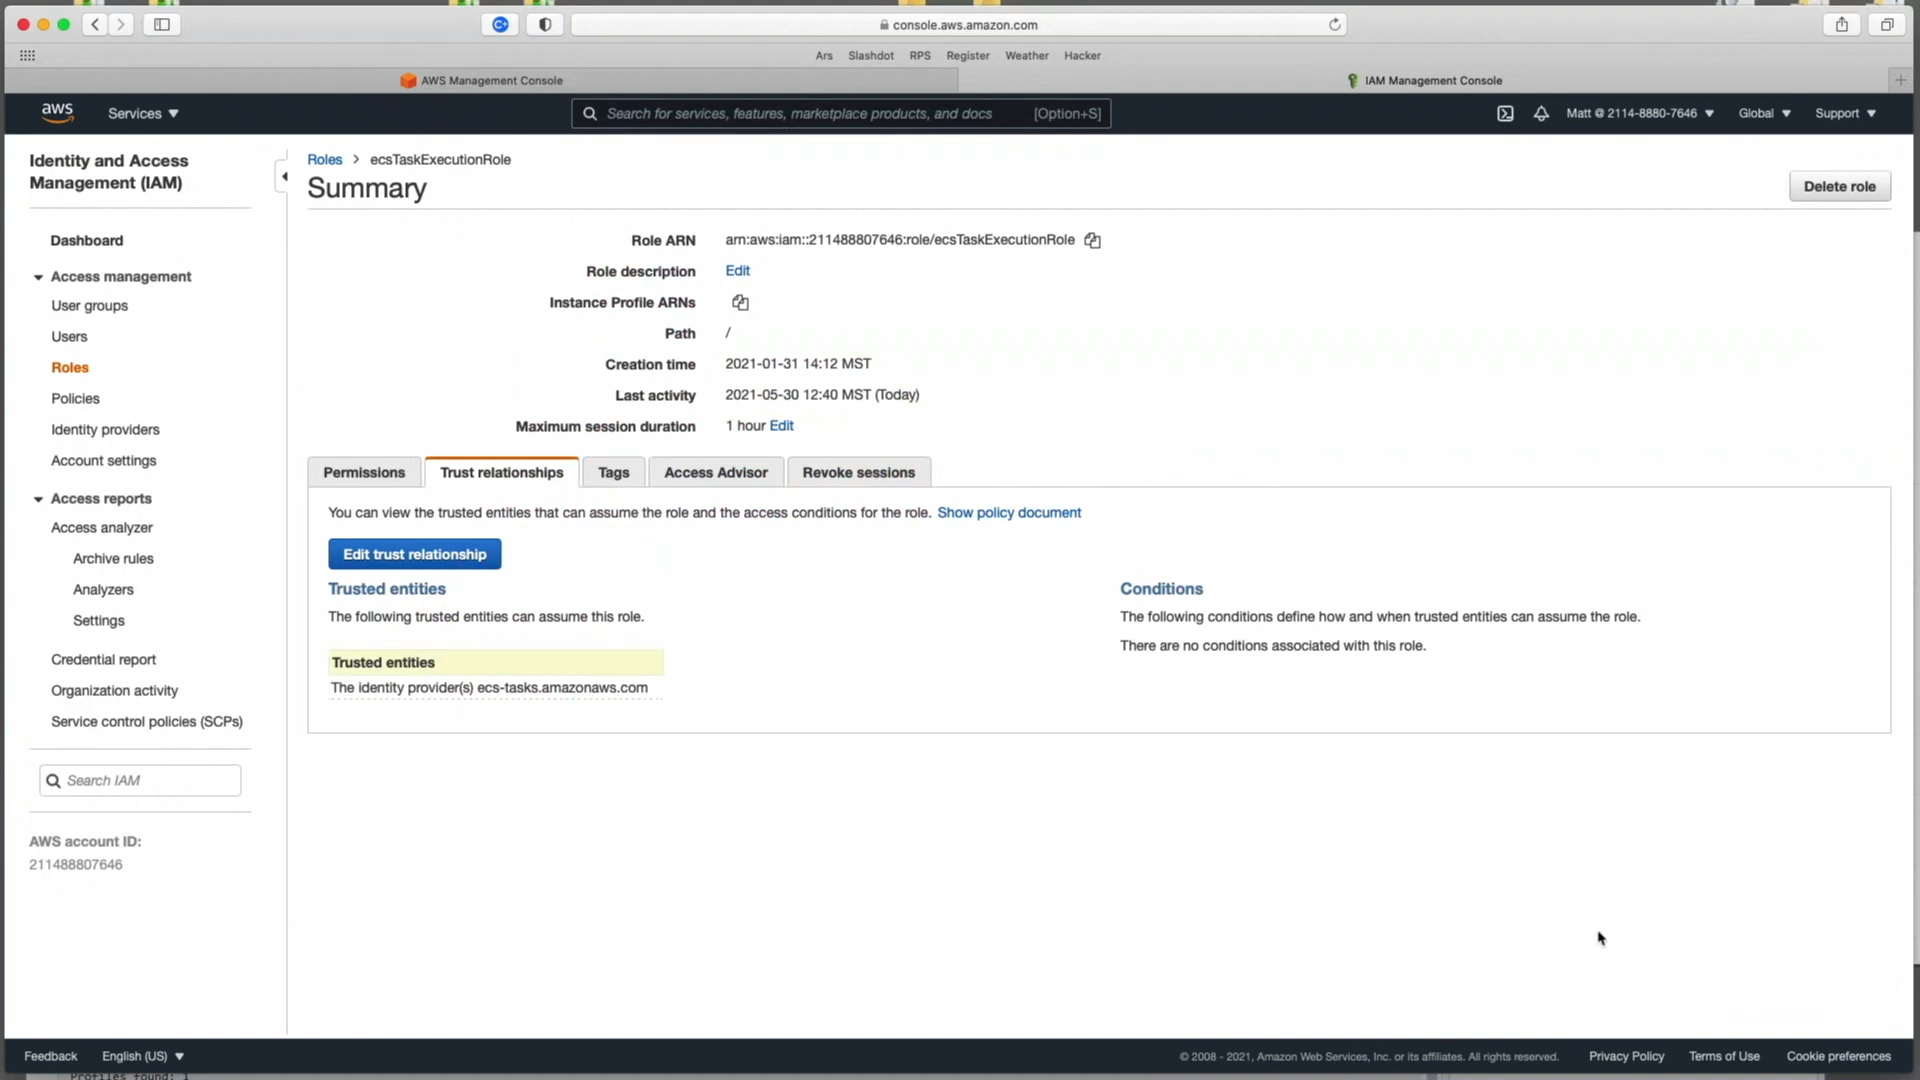 console.aws.amazon.com
Ars Slashdot RPS Register Weather Hacker
AWS Management Console
IAM Management Console
aws
Services ▼
Search for services, features, marketplace products, and docs [Option+S]
Matt @ 2114-8880-7646 ▼
Global ▼
Support ▼
Identity and Access
Management (IAM)
Dashboard
Access management
User groups
Users
Roles
Policies
Identity providers
Account settings
Access reports
Access analyzer
Archive rules
Analyzers
Settings
Credential report
Organization activity
Service control policies (SCPs)
Search IAM
AWS account ID:
211488807646
Roles > ecsTaskExecutionRole
Summary
Delete role
Role ARN arn:aws:iam::211488807646:role/ecsTaskExecutionRole
Role description Edit
Instance Profile ARNs
Path /
Creation time 2021-01-31 14:12 MST
Last activity 2021-05-30 12:40 MST (Today)
Maximum session duration 1 hour Edit
Permissions Trust relationships Tags Access Advisor Revoke sessions
You can view the trusted entities that can assume the role and the access conditions for the role. Show policy document
Edit trust relationship
Trusted entities
The following trusted entities can assume this role.
Trusted entities
The identity provider(s) ecs-tasks.amazonaws.com
Conditions
The following conditions define how and when trusted entities can assume the role.
There are no conditions associated with this role.
Feedback English (US) ▼
© 2008 - 2021, Amazon Web Services, Inc. or its affiliates. All rights reserved. Privacy Policy Terms of Use Cookie preferences